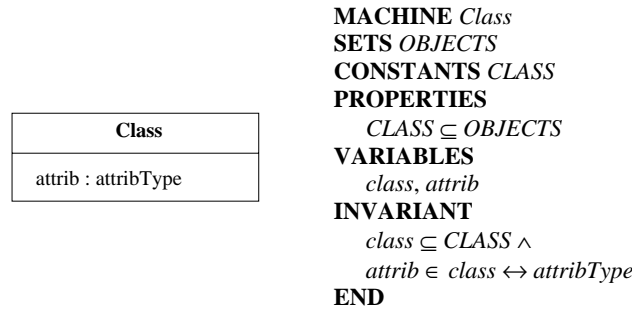 Class
attrib : attribType
MACHINE Class
SETS OBJECTS
CONSTANTS CLASS
PROPERTIES
CLASS ⊆ OBJECTS
VARIABLES
class, attrib
INVARIANT
class ⊆ CLASS ∧
attrib ∈ class ↔ attribType
END